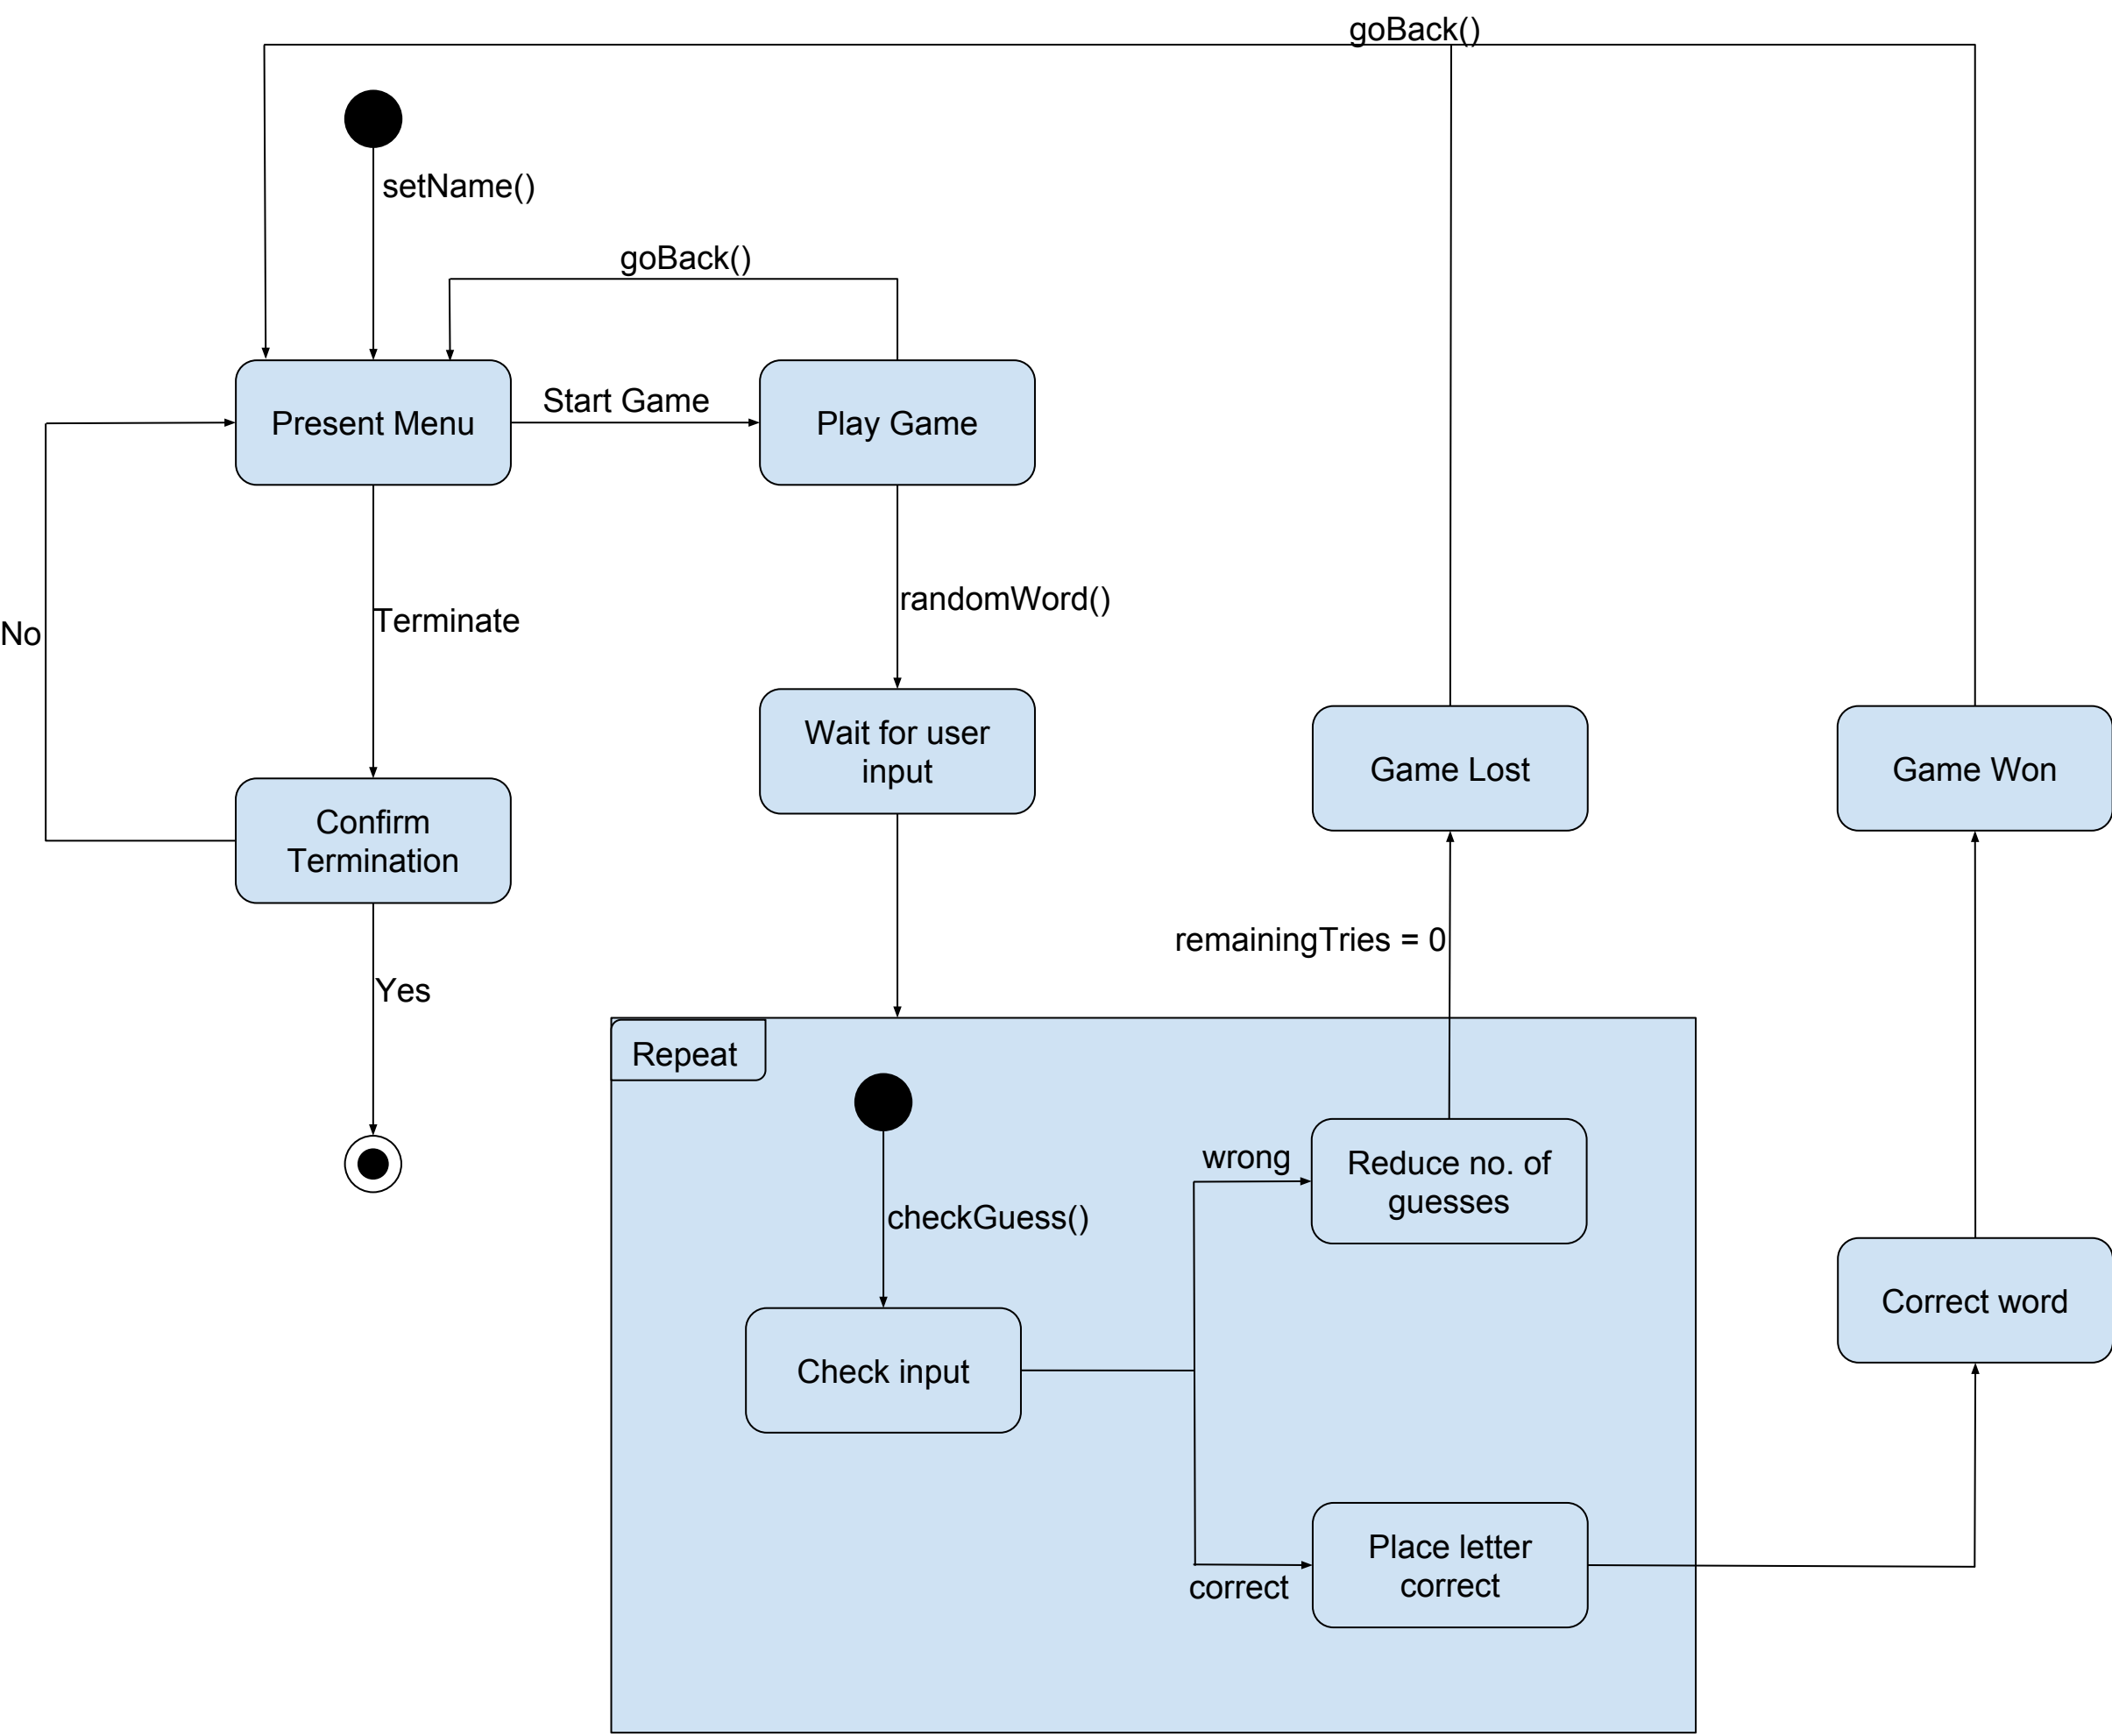 goBack()
setName()
goBack()
Present Menu
Start Game
Play Game
randomWord()
Terminate
No
Wait for user
input
Game Lost
Game Won
Confirm
Termination
remainingTries = 0
Yes
Repeat
wrong
Reduce no. of
guesses
checkGuess()
Correct word
Check input
Place letter
correct
correct